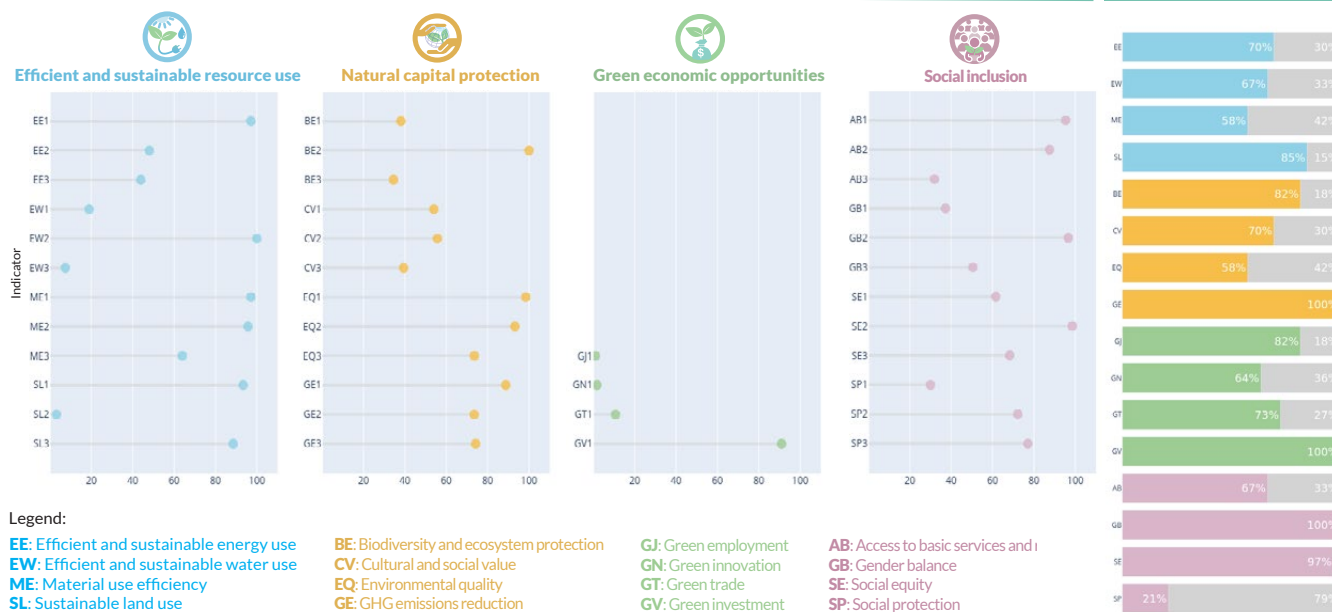 Efficient and sustainable resource use
Natural capital protection
Green economic opportunities
Social inclusion
Indicator
EE1
EE2
EE3
EW1
EW2
EW3
ME1
ME2
ME3
SL1
SL2
SL3
20 40 60 80 100
BE1
BE2
BE3
CV1
CV2
CV3
EQ1
EQ2
EQ3
GE1
GE2
GE3
20 40 60 80 100
$
GJ1
GN1
GT1
GV1
20 40 60 80 100
AB1
AB2
AB3
GB1
GB2
GB3
SE1
SE2
SE3
SP1
SP2
SP3
20 40 60 80 100
EE 70% 30%
EW 67% 33%
ME 58% 42%
SL 85% 15%
BE 82% 18%
CV 70% 30%
EQ 58% 42%
GE 100%
GJ 82% 18%
GN 64% 36%
GT 73% 27%
GV 100%
AB 67% 33%
GB 100%
SE 97%
SP 21% 79%
Legend:
EE: Efficient and sustainable energy use
EW: Efficient and sustainable water use
ME: Material use efficiency
SL: Sustainable land use
BE: Biodiversity and ecosystem protection
CV: Cultural and social value
EQ: Environmental quality
GE: GHG emissions reduction
GJ: Green employment
GN: Green innovation
GT: Green trade
GV: Green investment
AB: Access to basic services and
GB: Gender balance
SE: Social equity
SP: Social protection